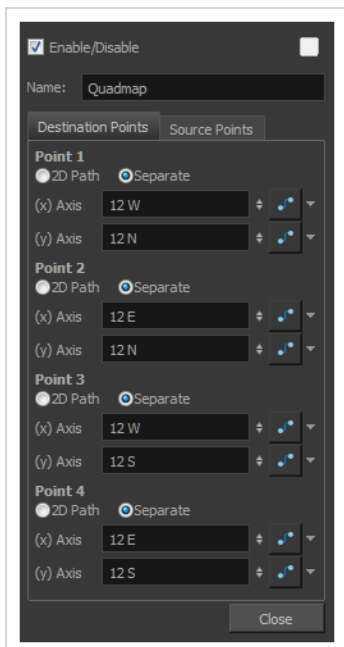 Enable/Disable
Name: Quadmap
Destination Points Source Points
Point 1
2D Path Separate
(x) Axis 12 W
(y) Axis 12 N
Point 2
2D Path Separate
(x) Axis 12 E
(y) Axis 12 N
Point 3
2D Path Separate
(x) Axis 12 W
(y) Axis 12 S
Point 4
2D Path Separate
(x) Axis 12 E
(y) Axis 12 S
Close